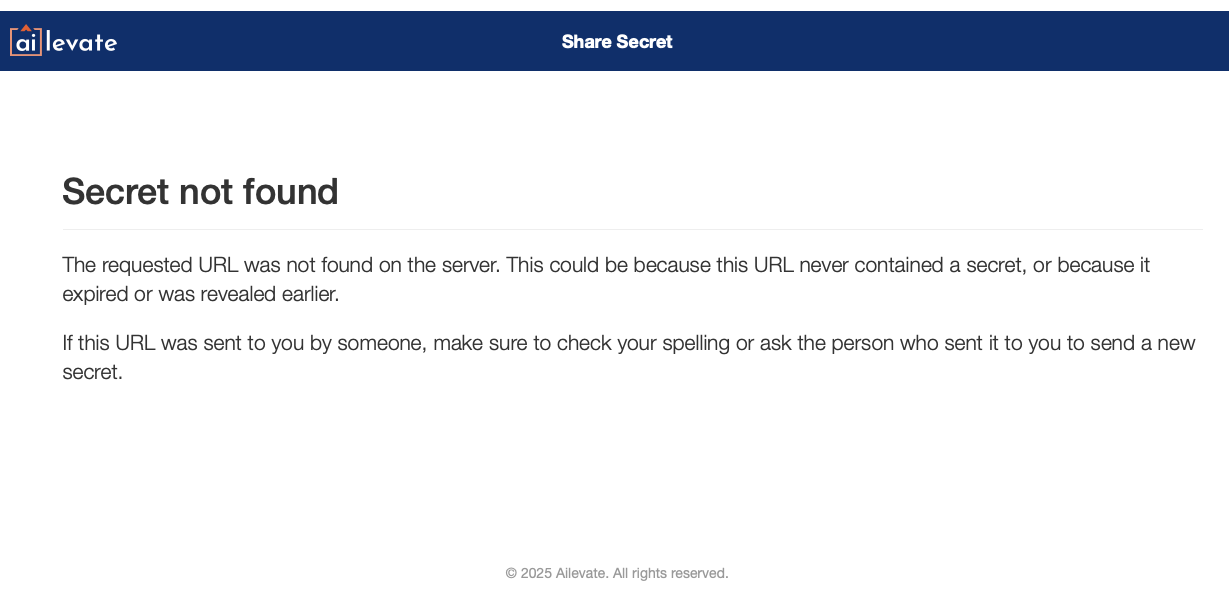 ailevate
Share Secret
Secret not found
The requested URL was not found on the server. This could be because this URL never contained a secret, or because it
expired or was revealed earlier.
If this URL was sent to you by someone, make sure to check your spelling or ask the person who sent it to you to send a new
secret.
© 2025 Ailevate. All rights reserved.